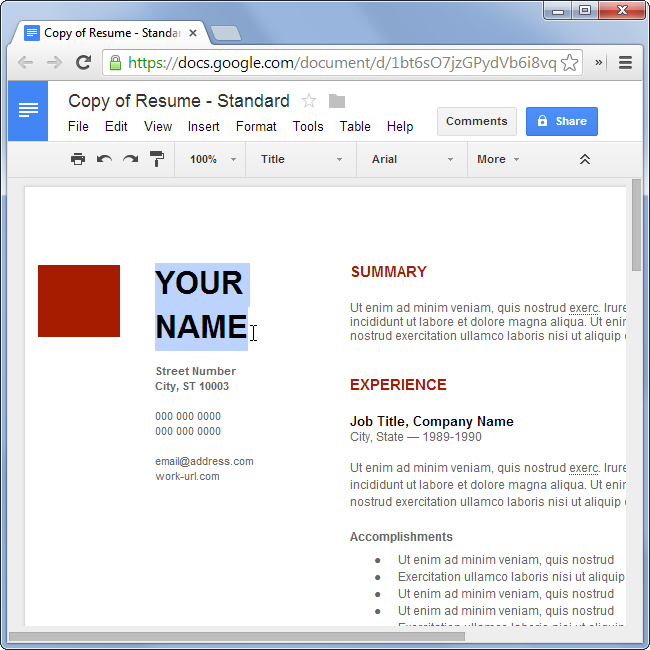 Copy of Resume - Standar
https://docs.google.com/document/d/1bt6sO7jzGPydVb6i8vq
»
Copy of Resume - Standard
File Edit View Insert Format Tools Table Help
Comments
Share
100% Title Arial More
YOUR
NAME
Street Number
City, ST 10003
000 000 0000
000 000 0000
email@address.com
work-url.com
SUMMARY
Ut enim ad minim veniam, quis nostrud exerc. Irure
incididunt ut labore et dolore magna aliqua. Ut enim
nostrud exercitation ullamco laboris nisi ut aliquip
EXPERIENCE
Job Title, Company Name
City, State — 1989-1990
Ut enim ad minim veniam, quis nostrud exerc. Irure
incididunt ut labore et dolore magna aliqua. Ut enim
nostrud exercitation ullamco laboris nisi ut aliquip
Accomplishments
● Ut enim ad minim veniam, quis nostrud
● Exercitation ullamco laboris nisi ut aliquip
● Ut enim ad minim veniam, quis nostrud
● Ut enim ad minim veniam, quis nostrud
Exercitation ullamco laboris nisi ut aliquip